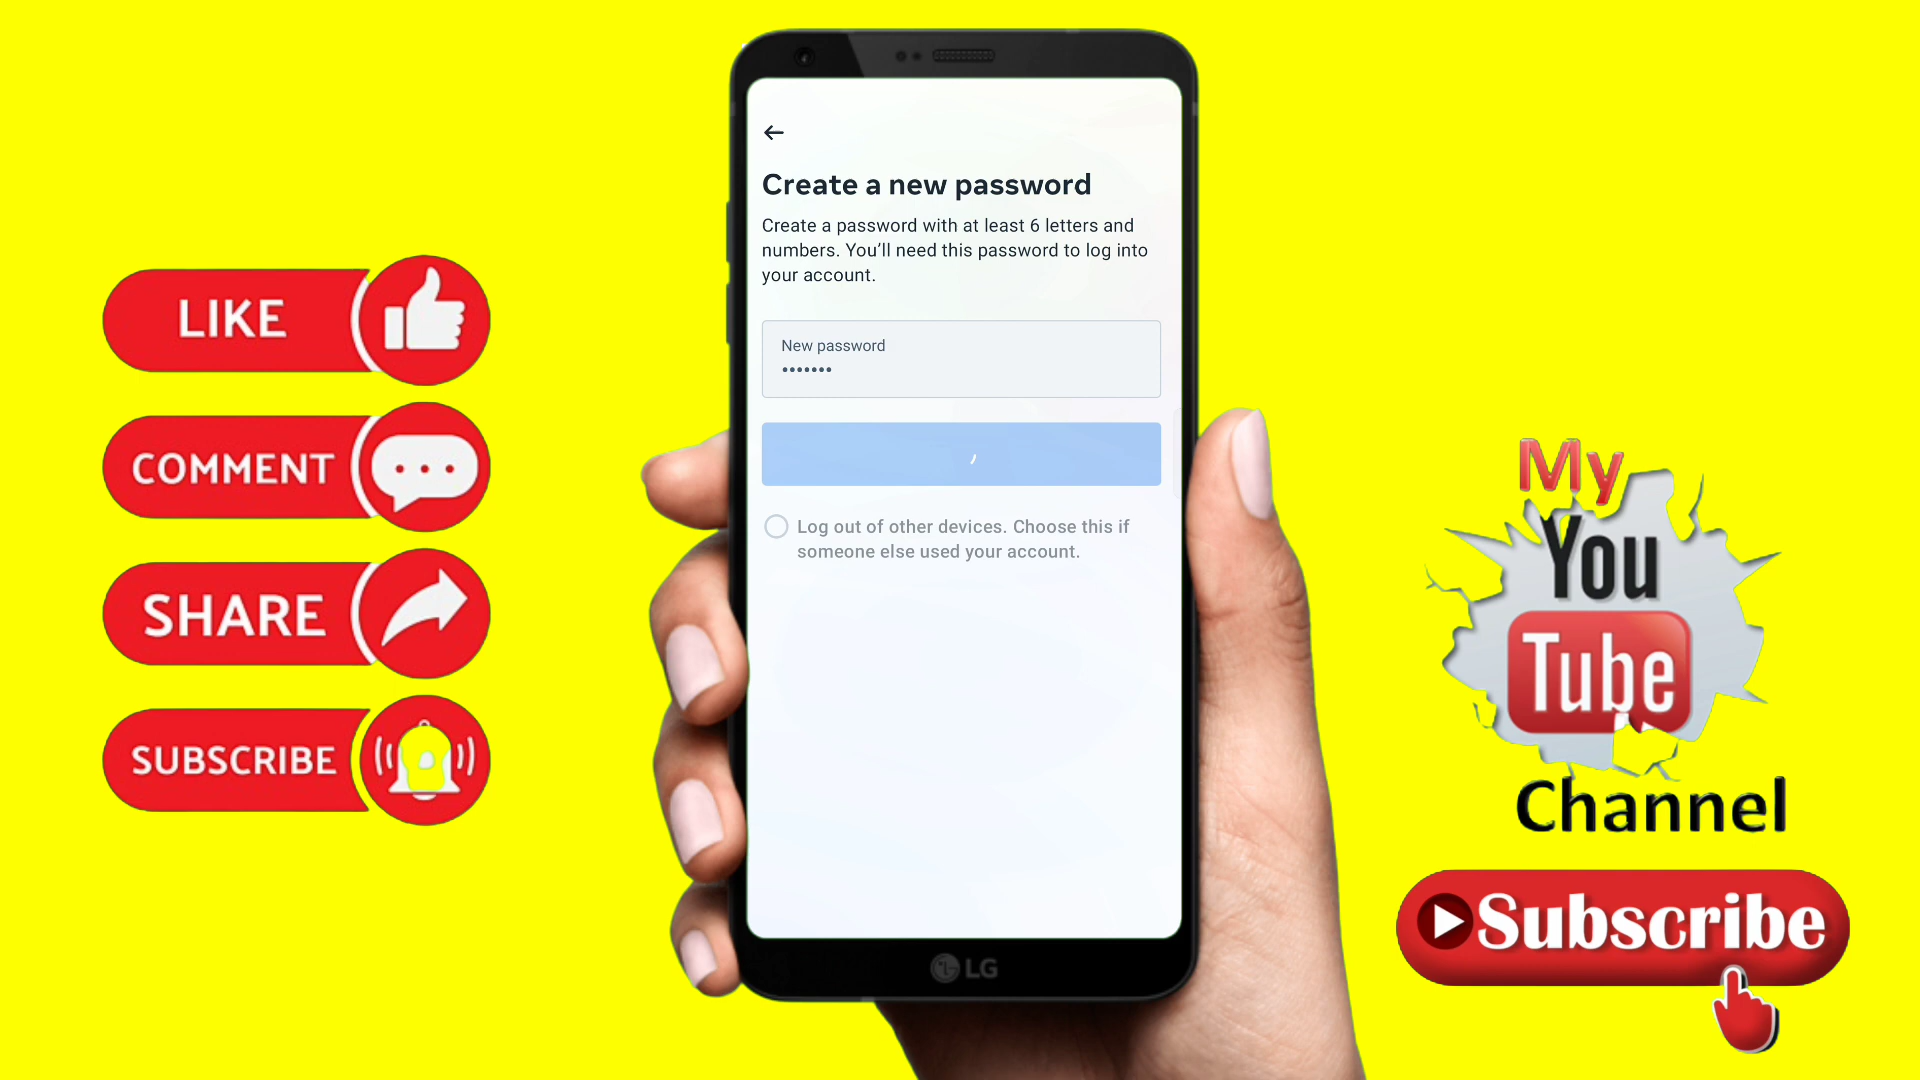 LIKE
COMMENT
SHARE
SUBSCRIBE
Create a new password
Create a password with at least 6 letters and
numbers. You’ll need this password to log into
your account.
New password
•••••••
Log out of other devices. Choose this if
someone else used your account.
LG
My
You
Tube
Channel
Subscribe